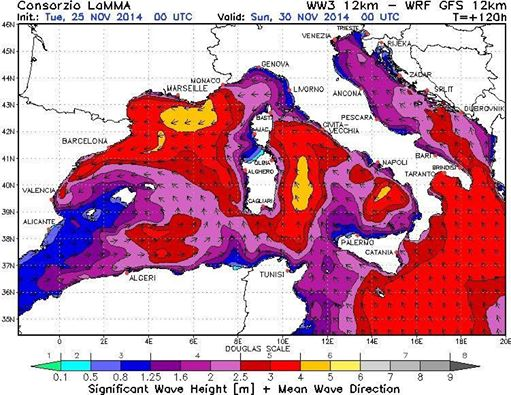 Consorzio LaMMA WW3 12km – WRF GFS 12km
Init.: Tue, 25 NOV 2014 00 UTC Valid: Sun, 30 NOV 2014 00 UTC T=+120h
46N
TRIESTE
VENEZIA
RIJEKA
45N
GENOVA
MONACO
ZADAR
44N
MARSEILLE
LIVORNO
ANCONA
SPLIT
43N
DUBROVNIK
BASTI
CIVITA-
VECCHIA
PESCARA
42N
AJAC
BARCELONA
BARI
41N
OLBIA
NAPOLI
BRINDISI
ALGHERO
TARANTO
40N
VALENCIA
CAGLIARI
39N
ALICANTE
PALERMO
38N
CATANIA
37N
ALGERI
TUNISI
36N
35N
0 2E 4E 6E 8E 10E 12E 14E 16E 18E 20E
DOUGLAS SCALE
1 2 3 4 5 6 7 8
0.1 0.5 0.8 1.25 1.6 2 2.5 3 4 5 6 7.5 9
Significant Wave Height [m] + Mean Wave Direction